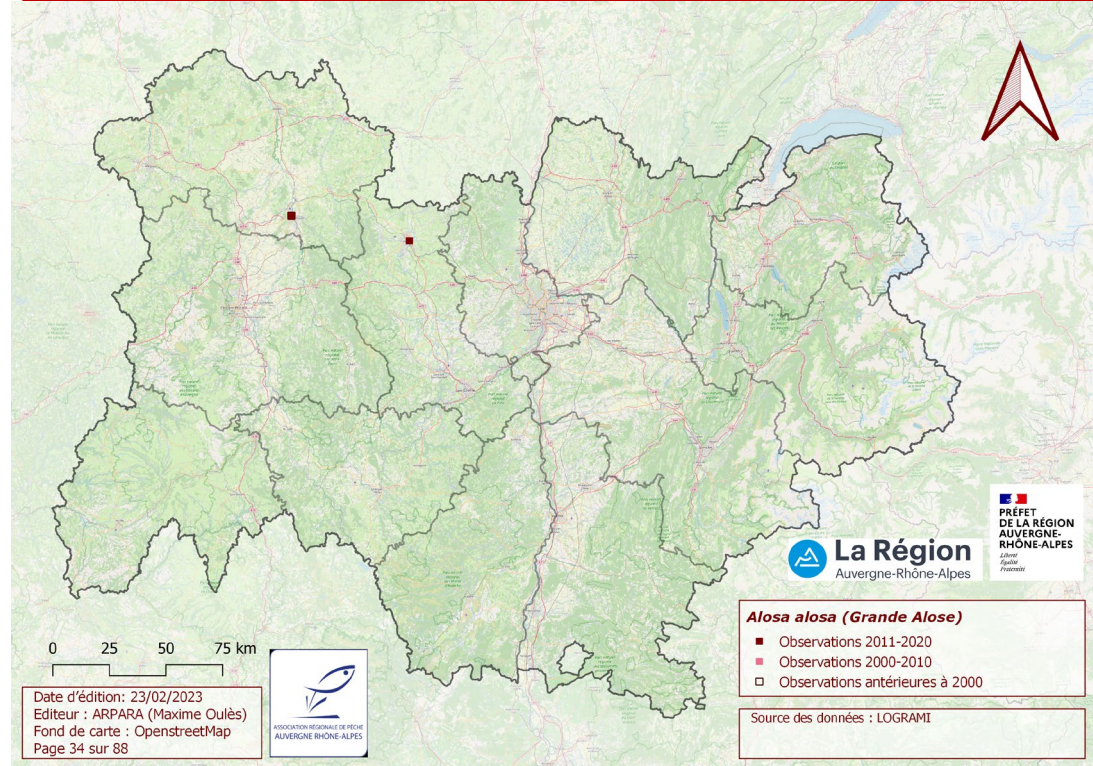 PRÉFET
DE LA RÉGION
AUVERGNE-
RHÔNE-ALPES
Liberté
Égalité
Fraternité
La Région
Auvergne-Rhône-Alpes
Alosa alosa (Grande Alose)
Observations 2011-2020
Observations 2000-2010
Observations antérieures à 2000
0 25 50 75 km
Date d'édition: 23/02/2023
Editeur : ARPARA (Maxime Oulès)
Fond de carte : OpenstreetMap
Page 34 sur 88
ASSOCIATION RÉGIONALE DE PÊCHE
AUVERGNE RHÔNE-ALPES
Source des données : LOGRAMI